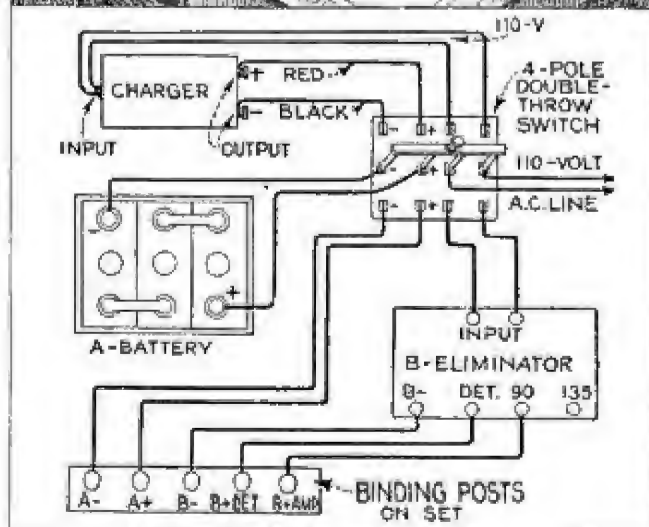 110-V
CHARGER
+ RED
- BLACK
INPUT
OUTPUT
4-POLE
DOUBLE-
THROW
SWITCH
- +
- +
110-VOLT
A.C. LINE
- +
-
+
A-BATTERY
INPUT
B-ELIMINATOR
B- DET. 90 135
A- A+ B- B+DET B+AMP
BINDING POSTS
ON SET